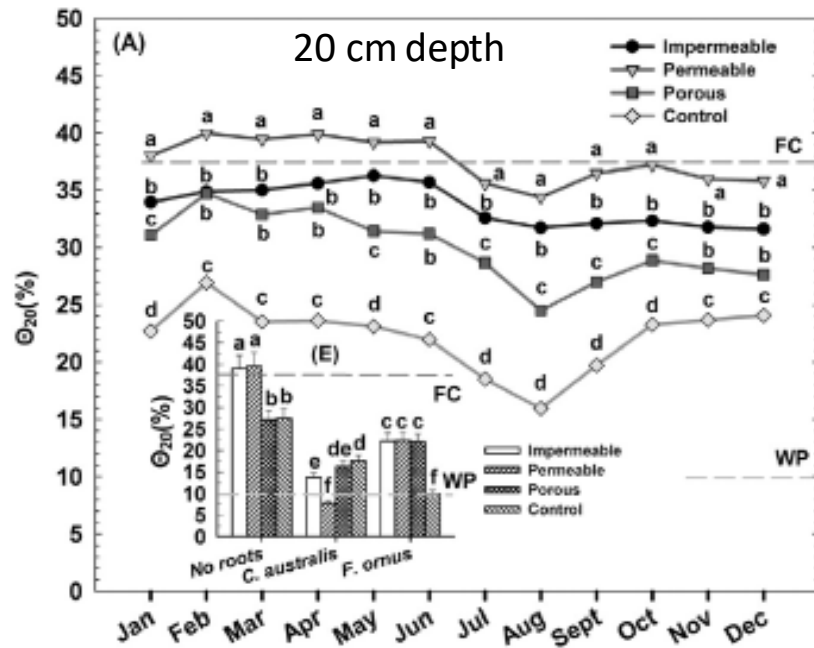 (A)
20 cm depth
Impermeable
Permeable
Porous
Control
50
45
40
35
30
25
20
15
10
5
0
Θ20(%)
FC
WP
a a a a a a a a a a a a
b b b b b b b b b b b b
c b b b c b c c c c b b
d c c c d c d d d d c c
(E)
50
45
40
35
30
25
20
15
10
5
0
Θ20(%)
FC
WP
a a b b
e f de d
c c c f
Impermeable
Permeable
Porous
Control
No roots
C. australis
F. ornus
Jan Feb Mar Apr May Jun Jul Aug Sept Oct Nov Dec